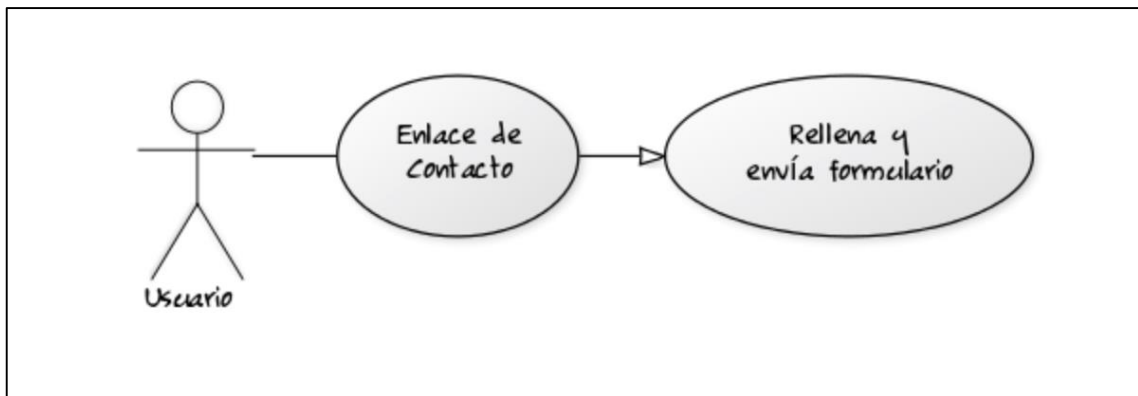 Enlace de
Contacto
Rellena y
envía formulario
Usuario